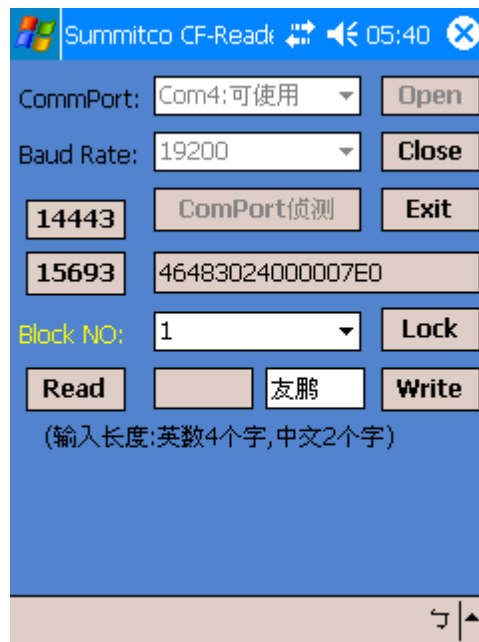 Summitco CF-Reade 05:40
CommPort: Com4:可使用 Open
Baud Rate: 19200 Close
14443 ComPort侦测 Exit
15693 46483024000007E0
Block NO: 1 Lock
Read 友鹏 Write
(输入长度:英数4个字,中文2个字)
ㄅ